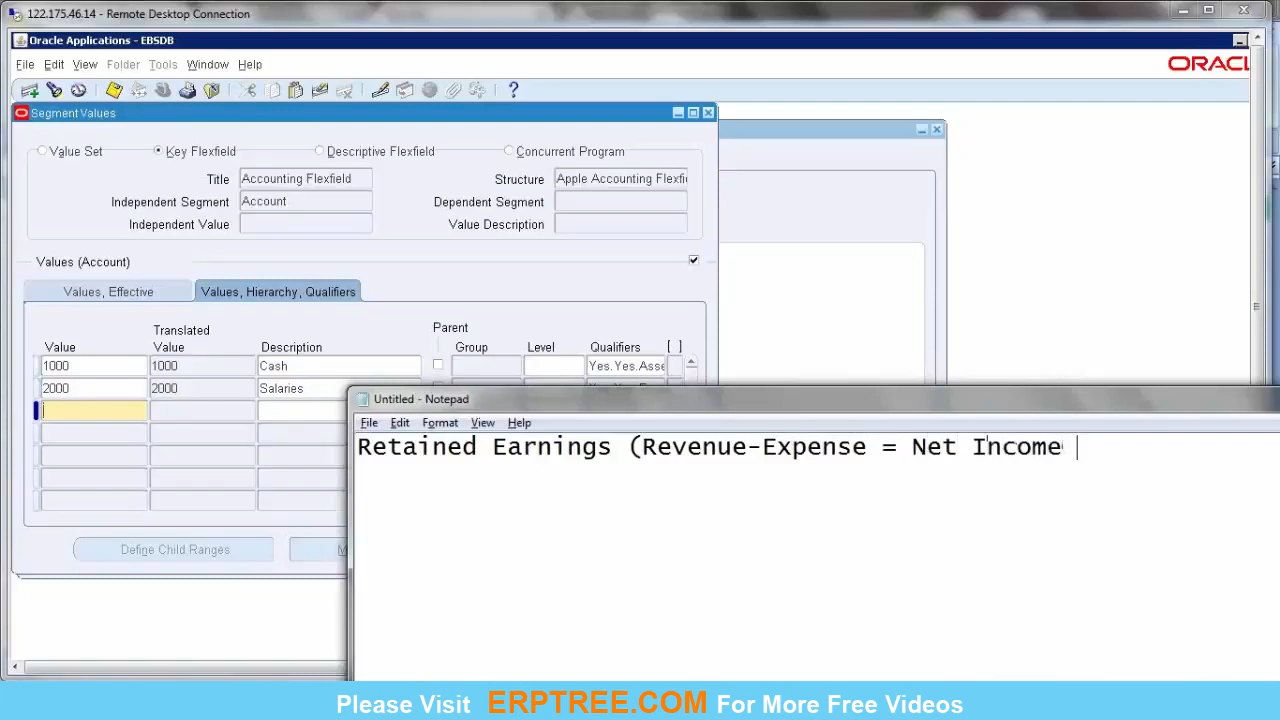 122.175.46.14 - Remote Desktop Connection
Oracle Applications - EBSDB
File Edit View Folder Tools Window Help
ORACL
Segment Values
Value Set Key Flexfield Descriptive Flexfield Concurrent Program
Title Accounting Flexfield Structure Apple Accounting Flexfi
Independent Segment Account Dependent Segment
Independent Value Value Description
Values (Account)
Values, Effective Values, Hierarchy, Qualifiers
Translated Parent
Value Value Description Group Level Qualifiers [ ]
1000 1000 Cash Yes.Yes.Asse
2000 2000 Salaries
Untitled - Notepad
File Edit Format View Help
Retained Earnings (Revenue-Expense = Net Income
Define Child Ranges M
Please Visit ERPTREE.COM For More Free Videos